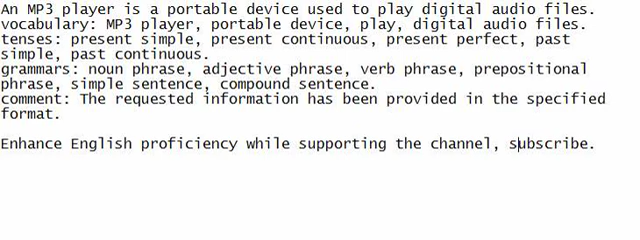 An MP3 player is a portable device used to play digital audio files.
vocabulary: MP3 player, portable device, play, digital audio files.
tenses: present simple, present continuous, present perfect, past
simple, past continuous.
grammars: noun phrase, adjective phrase, verb phrase, prepositional
phrase, simple sentence, compound sentence.
comment: The requested information has been provided in the specified
format.
Enhance English proficiency while supporting the channel, subscribe.